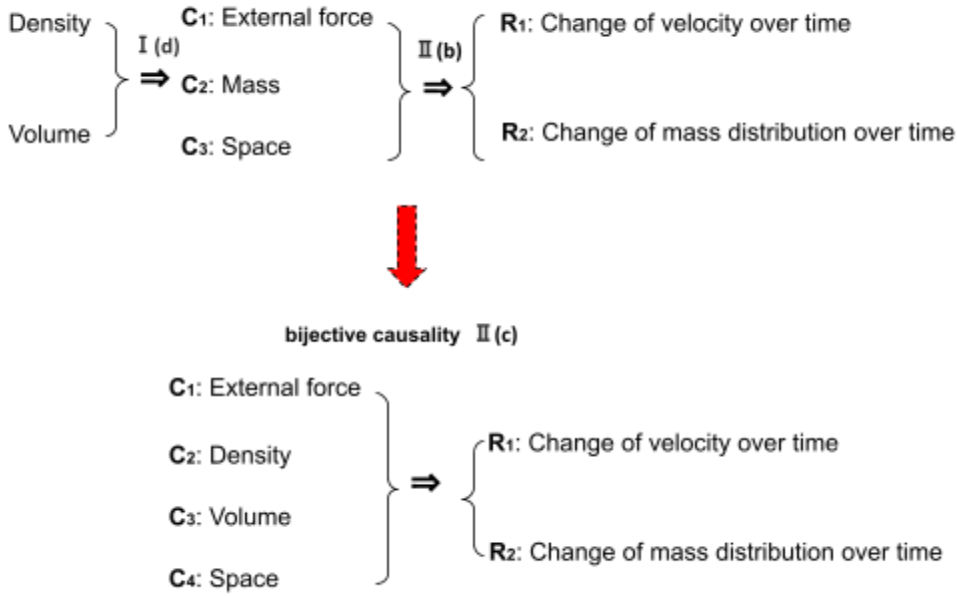 Density
Volume
Ⅰ (d)
⇒
C₁: External force
C₂: Mass
C₃: Space
Ⅱ (b)
⇒
R₁: Change of velocity over time
R₂: Change of mass distribution over time
bijective causality Ⅱ (c)
C₁: External force
C₂: Density
C₃: Volume
C₄: Space
⇒
R₁: Change of velocity over time
R₂: Change of mass distribution over time